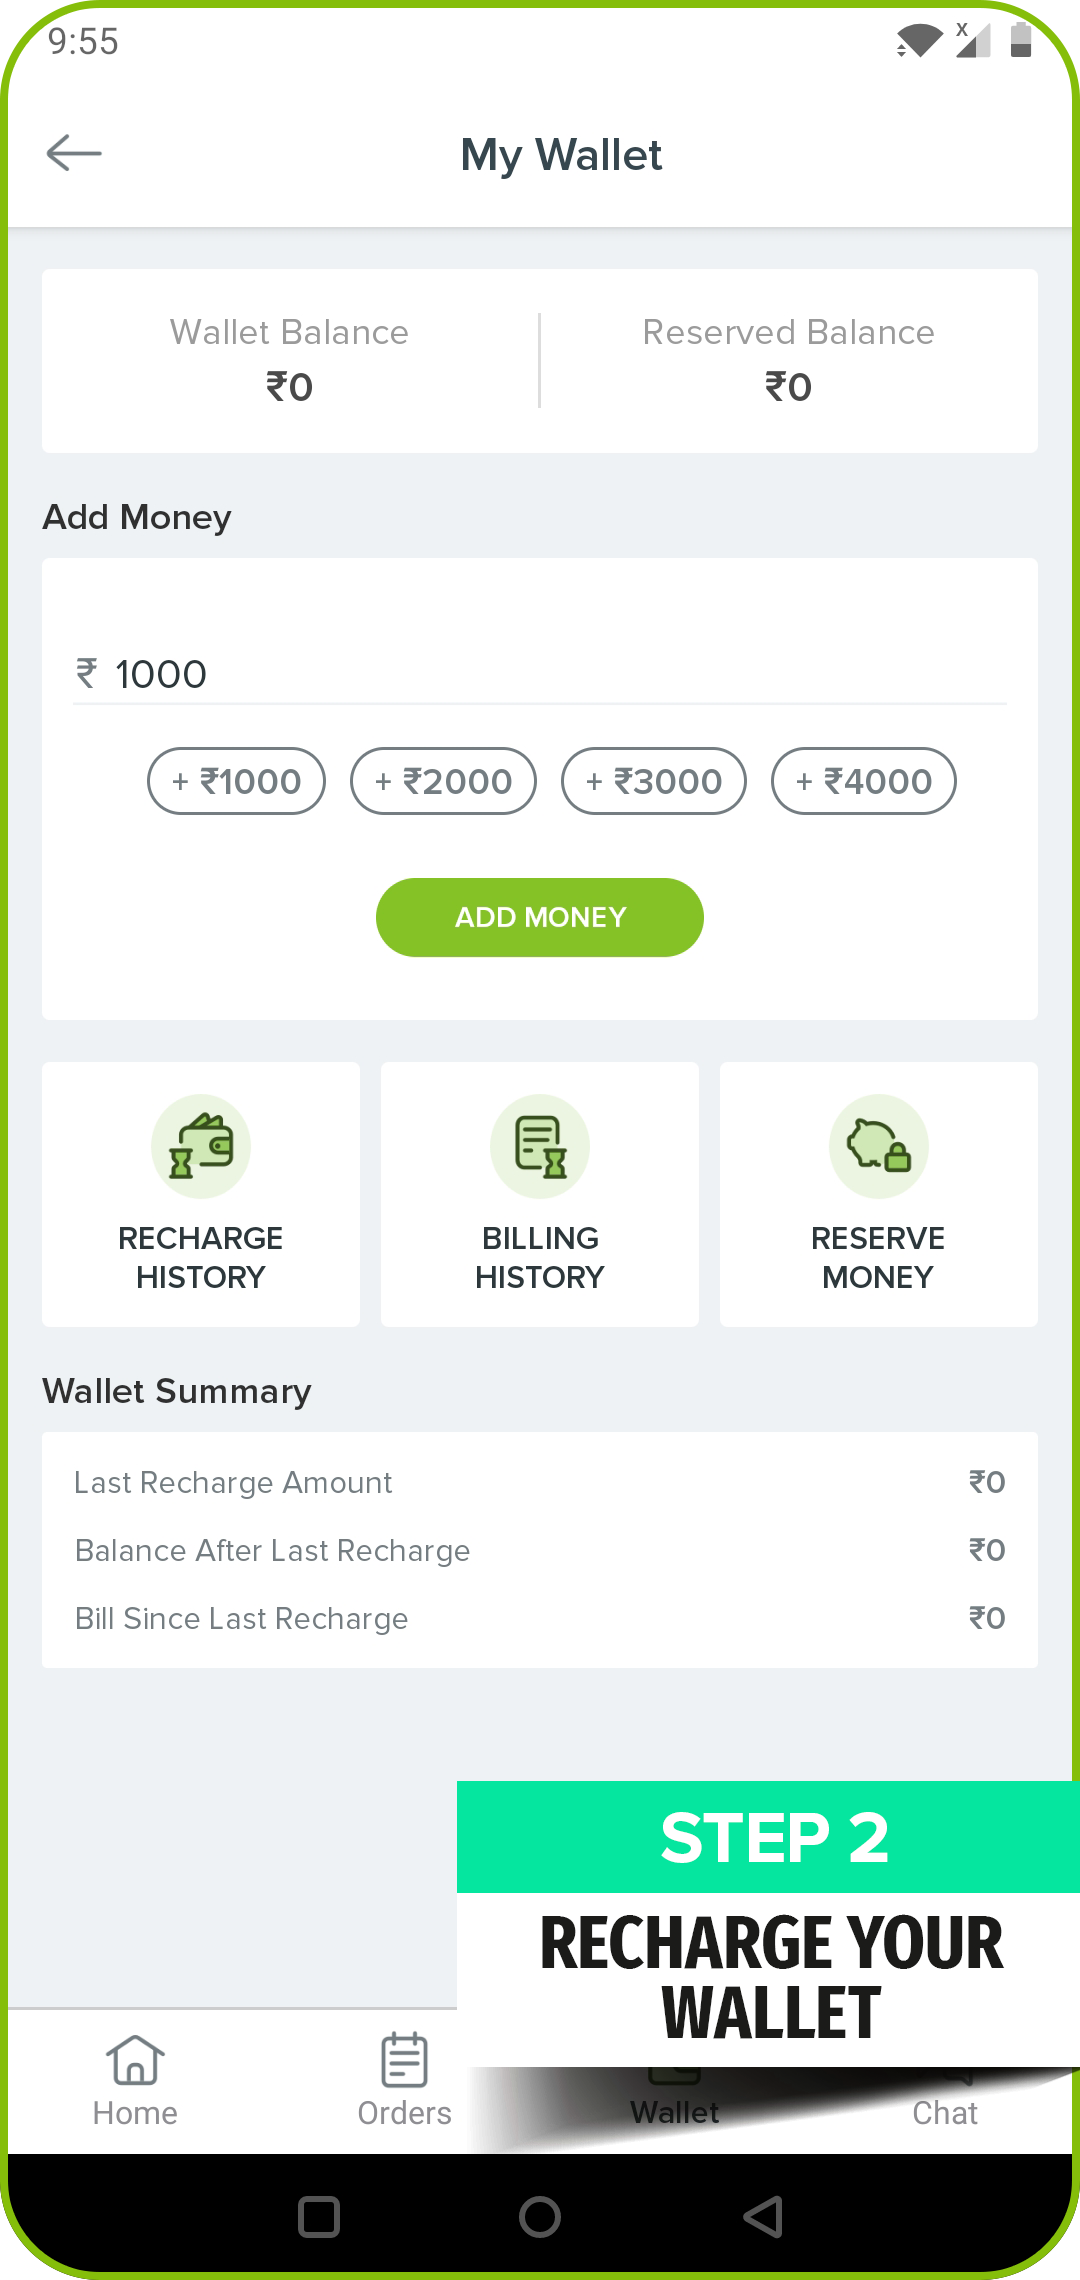 9:55
My Wallet
Wallet Balance
₹0
Reserved Balance
₹0
Add Money
₹ 1000
+ ₹1000
+ ₹2000
+ ₹3000
+ ₹4000
ADD MONEY
RECHARGE
HISTORY
BILLING
HISTORY
RESERVE
MONEY
Wallet Summary
Last Recharge Amount ₹0
Balance After Last Recharge ₹0
Bill Since Last Recharge ₹0
STEP 2
RECHARGE YOUR
WALLET
Home
Orders
Wallet
Chat